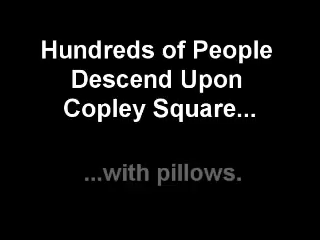 Hundreds of People
Descend Upon
Copley Square...
...with pillows.